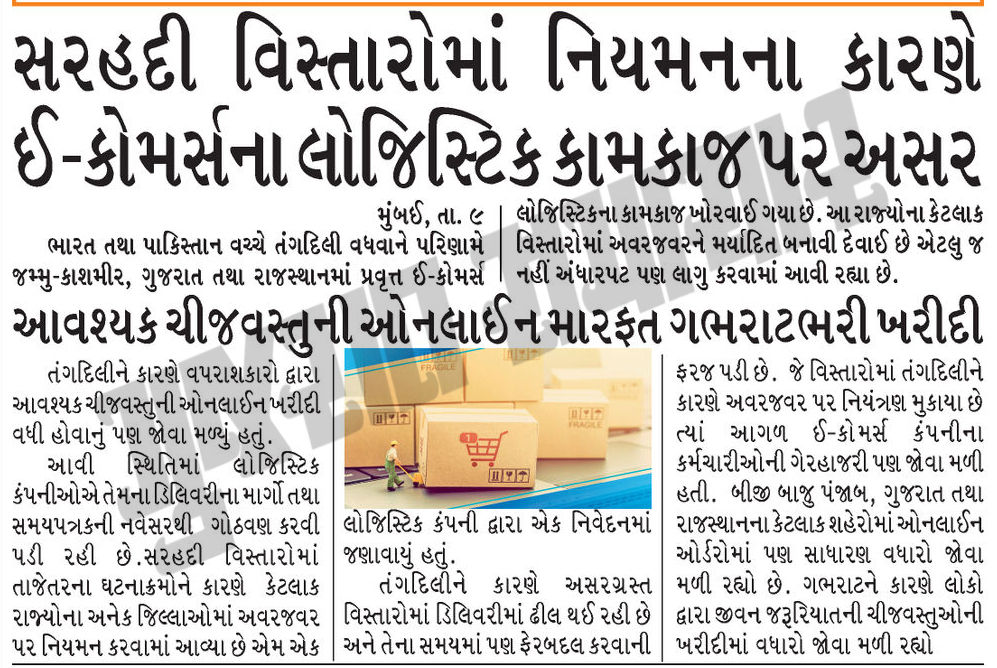 સરહદી વિસ્તારોમાં નિયમનના કારણે
ઈ-કોમર્સના લોજિસ્ટિક કામકાજ પર અસર
મુંબઈ, તા. ૯
ભારત તથા પાકિસ્તાન વચ્ચે તંગદિલી વધવાને પરિણામે
જમ્મુ-કાશ્મીર, ગુજરાત તથા રાજસ્થાનમાં પ્રવૃત્ત ઈ-કોમર્સ
લોજિસ્ટિકના કામકાજ ખોરવાઈ ગયા છે. આ રાજ્યોના કેટલાક
વિસ્તારોમાં અવરજવરને મર્યાદિત બનાવી દેવાઈ છે એટલુ જ
નહીં અંધારપટ પણ લાગુ કરવામાં આવી રહ્યા છે.
આવશ્યક ચીજવસ્તુની ઓનલાઈન મારફત ગભરાટભરી ખરીદી
તંગદિલીને કારણે વપરાશકારો દ્વારા
આવશ્યક ચીજવસ્તુની ઓનલાઈન ખરીદી
વધી હોવાનું પણ જોવા મળ્યું હતું.
આવી સ્થિતિમાં લોજિસ્ટિક
કંપનીઓએ તેમના ડિલિવરીના માર્ગો તથા
સમયપત્રકની નવેસરથી ગોઠવણ કરવી
પડી રહી છે.સરહદી વિસ્તારોમાં
તાજેતરના ઘટનાક્રમોને કારણે કેટલાક
રાજ્યોના અનેક જિલ્લાઓમાં અવરજવર
પર નિયમન કરવામાં આવ્યા છે એમ એક
FRAGILE
FRAGILE
1
લોજિસ્ટિક કંપની દ્વારા એક નિવેદનમાં
જણાવાયું હતું.
તંગદિલીને કારણે અસરગ્રસ્ત
વિસ્તારોમાં ડિલિવરીમાં ઢીલ થઈ રહી છે
અને તેના સમયમાં પણ ફેરબદલ કરવાની
ફરજ પડી છે. જે વિસ્તારોમાં તંગદિલીને
કારણે અવરજવર પર નિયંત્રણ મુકાયા છે
ત્યાં આગળ ઈ-કોમર્સ કંપનીના
કર્મચારીઓની ગેરહાજરી પણ જોવા મળી
હતી. બીજી બાજુ પંજાબ, ગુજરાત તથા
રાજસ્થાનના કેટલાક શહેરોમાં ઓનલાઈન
ઓર્ડરોમાં પણ સાધારણ વધારો જોવા
મળી રહ્યો છે. ગભરાટને કારણે લોકો
દ્વારા જીવન જરૂરિયાતની ચીજવસ્તુઓની
ખરીદીમાં વધારો જોવા મળી રહ્યો